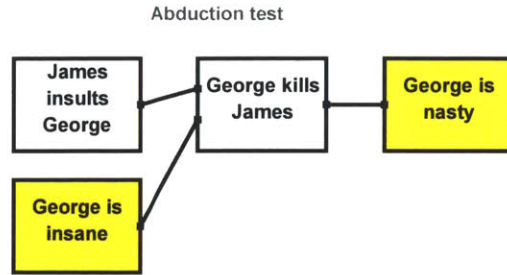 Abduction test
James
insults
George
George kills
James
George is
nasty
George is
insane